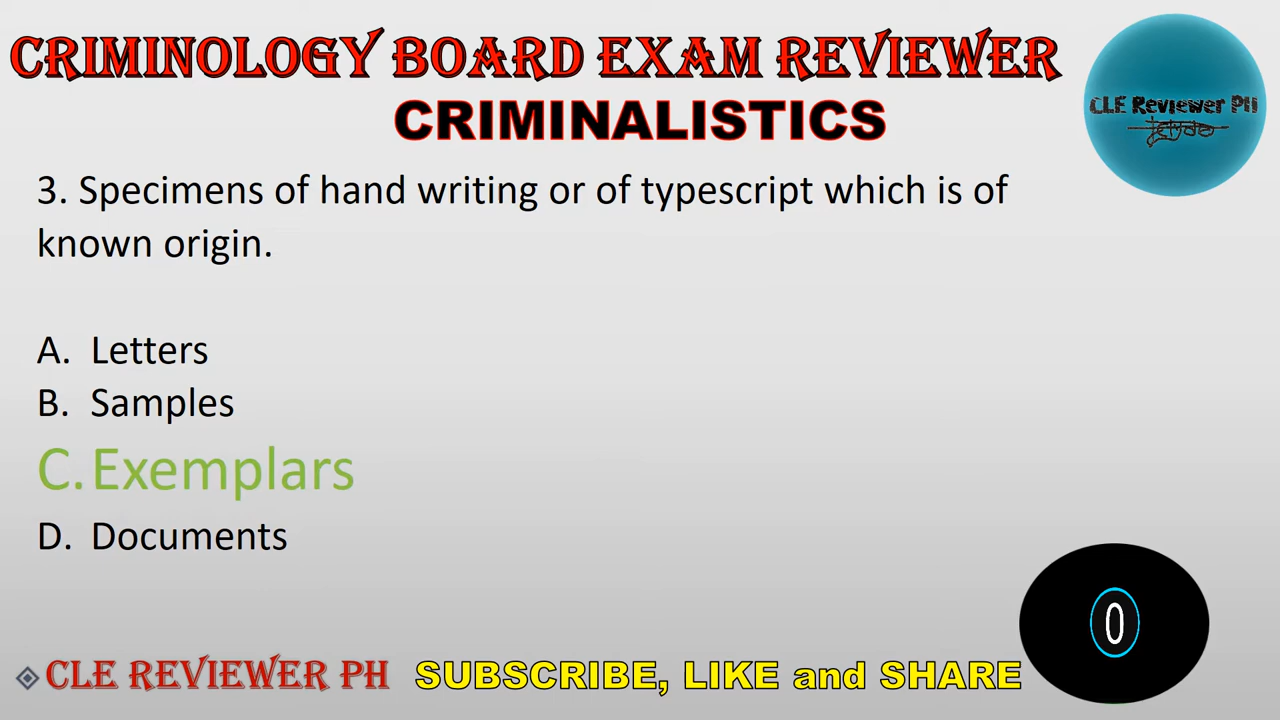 CRIMINOLOGY BOARD EXAM REVIEWER
CRIMINALISTICS
CLE Reviewer PH
3. Specimens of hand writing or of typescript which is of
known origin.
A. Letters
B. Samples
C. Exemplars
D. Documents
0
CLE REVIEWER PH SUBSCRIBE, LIKE and SHARE